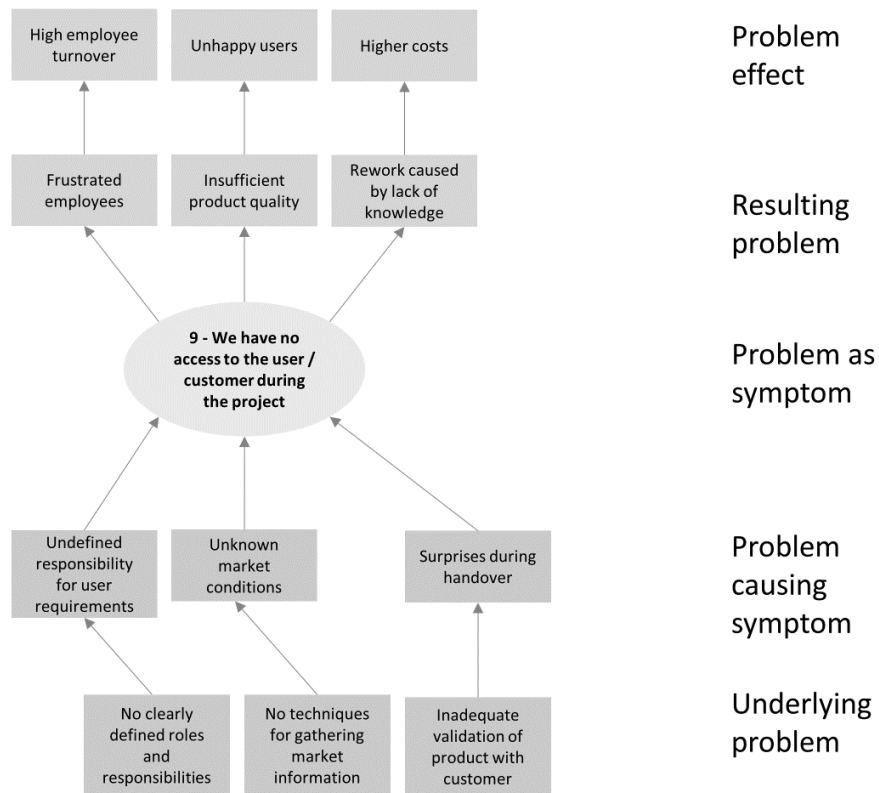 High employee
turnover
Unhappy users
Higher costs
Problem
effect
Frustrated
employees
Insufficient
product quality
Rework caused
by lack of
knowledge
Resulting
problem
9 - We have no
access to the user /
customer during
the project
Problem as
symptom
Undefined
responsibility
for user
requirements
Unknown
market
conditions
Surprises during
handover
Problem
causing
symptom
No clearly
defined roles
and
responsibilities
No techniques
for gathering
market
information
Inadequate
validation of
product with
customer
Underlying
problem